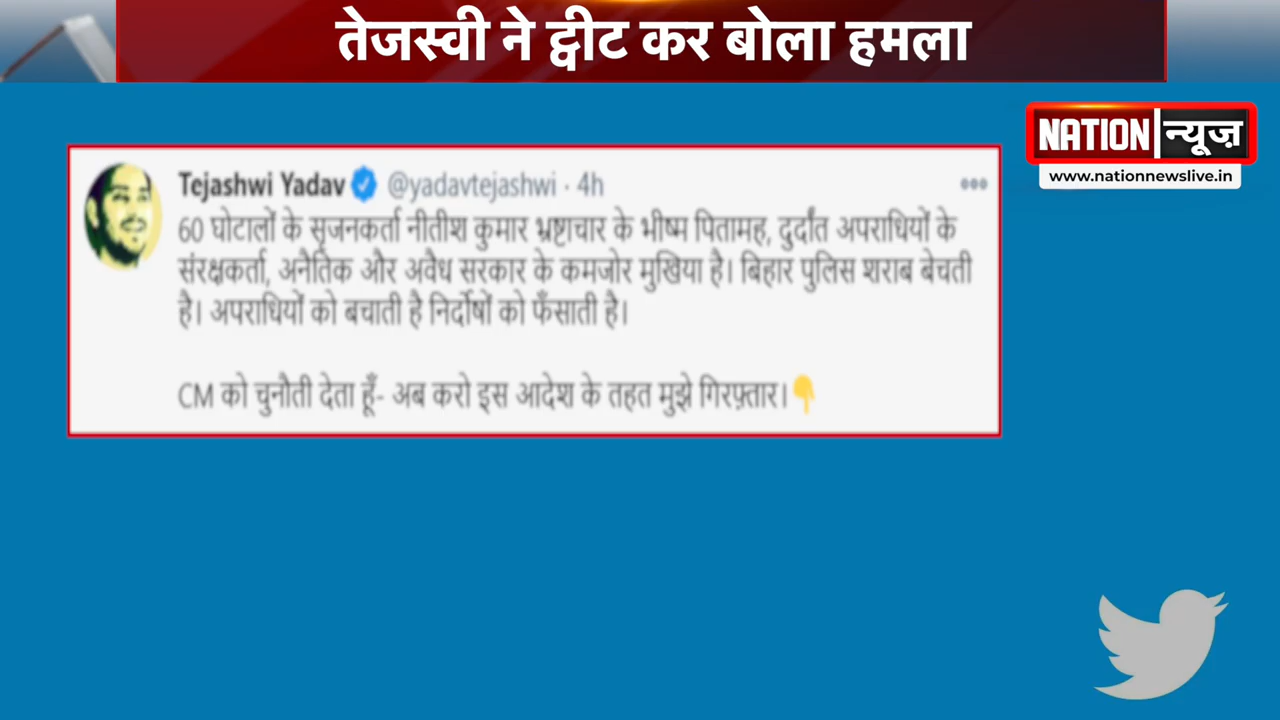 तेजस्वी ने ट्वीट कर बोला हमला
NATION न्यूज़
www.nationnewslive.in
Tejashwi Yadav @yadavtejashwi · 4h
60 घोटालों के सृजनकर्ता नीतीश कुमार भ्रष्टाचार के भीष्म पितामह, दुर्दांत अपराधियों के
संरक्षकर्ता, अनैतिक और अवैध सरकार के कमजोर मुखिया है। बिहार पुलिस शराब बेचती
है। अपराधियों को बचाती है निर्दोषों को फँसाती है।
CM को चुनौती देता हूँ- अब करो इस आदेश के तहत मुझे गिरफ़्तार।👇